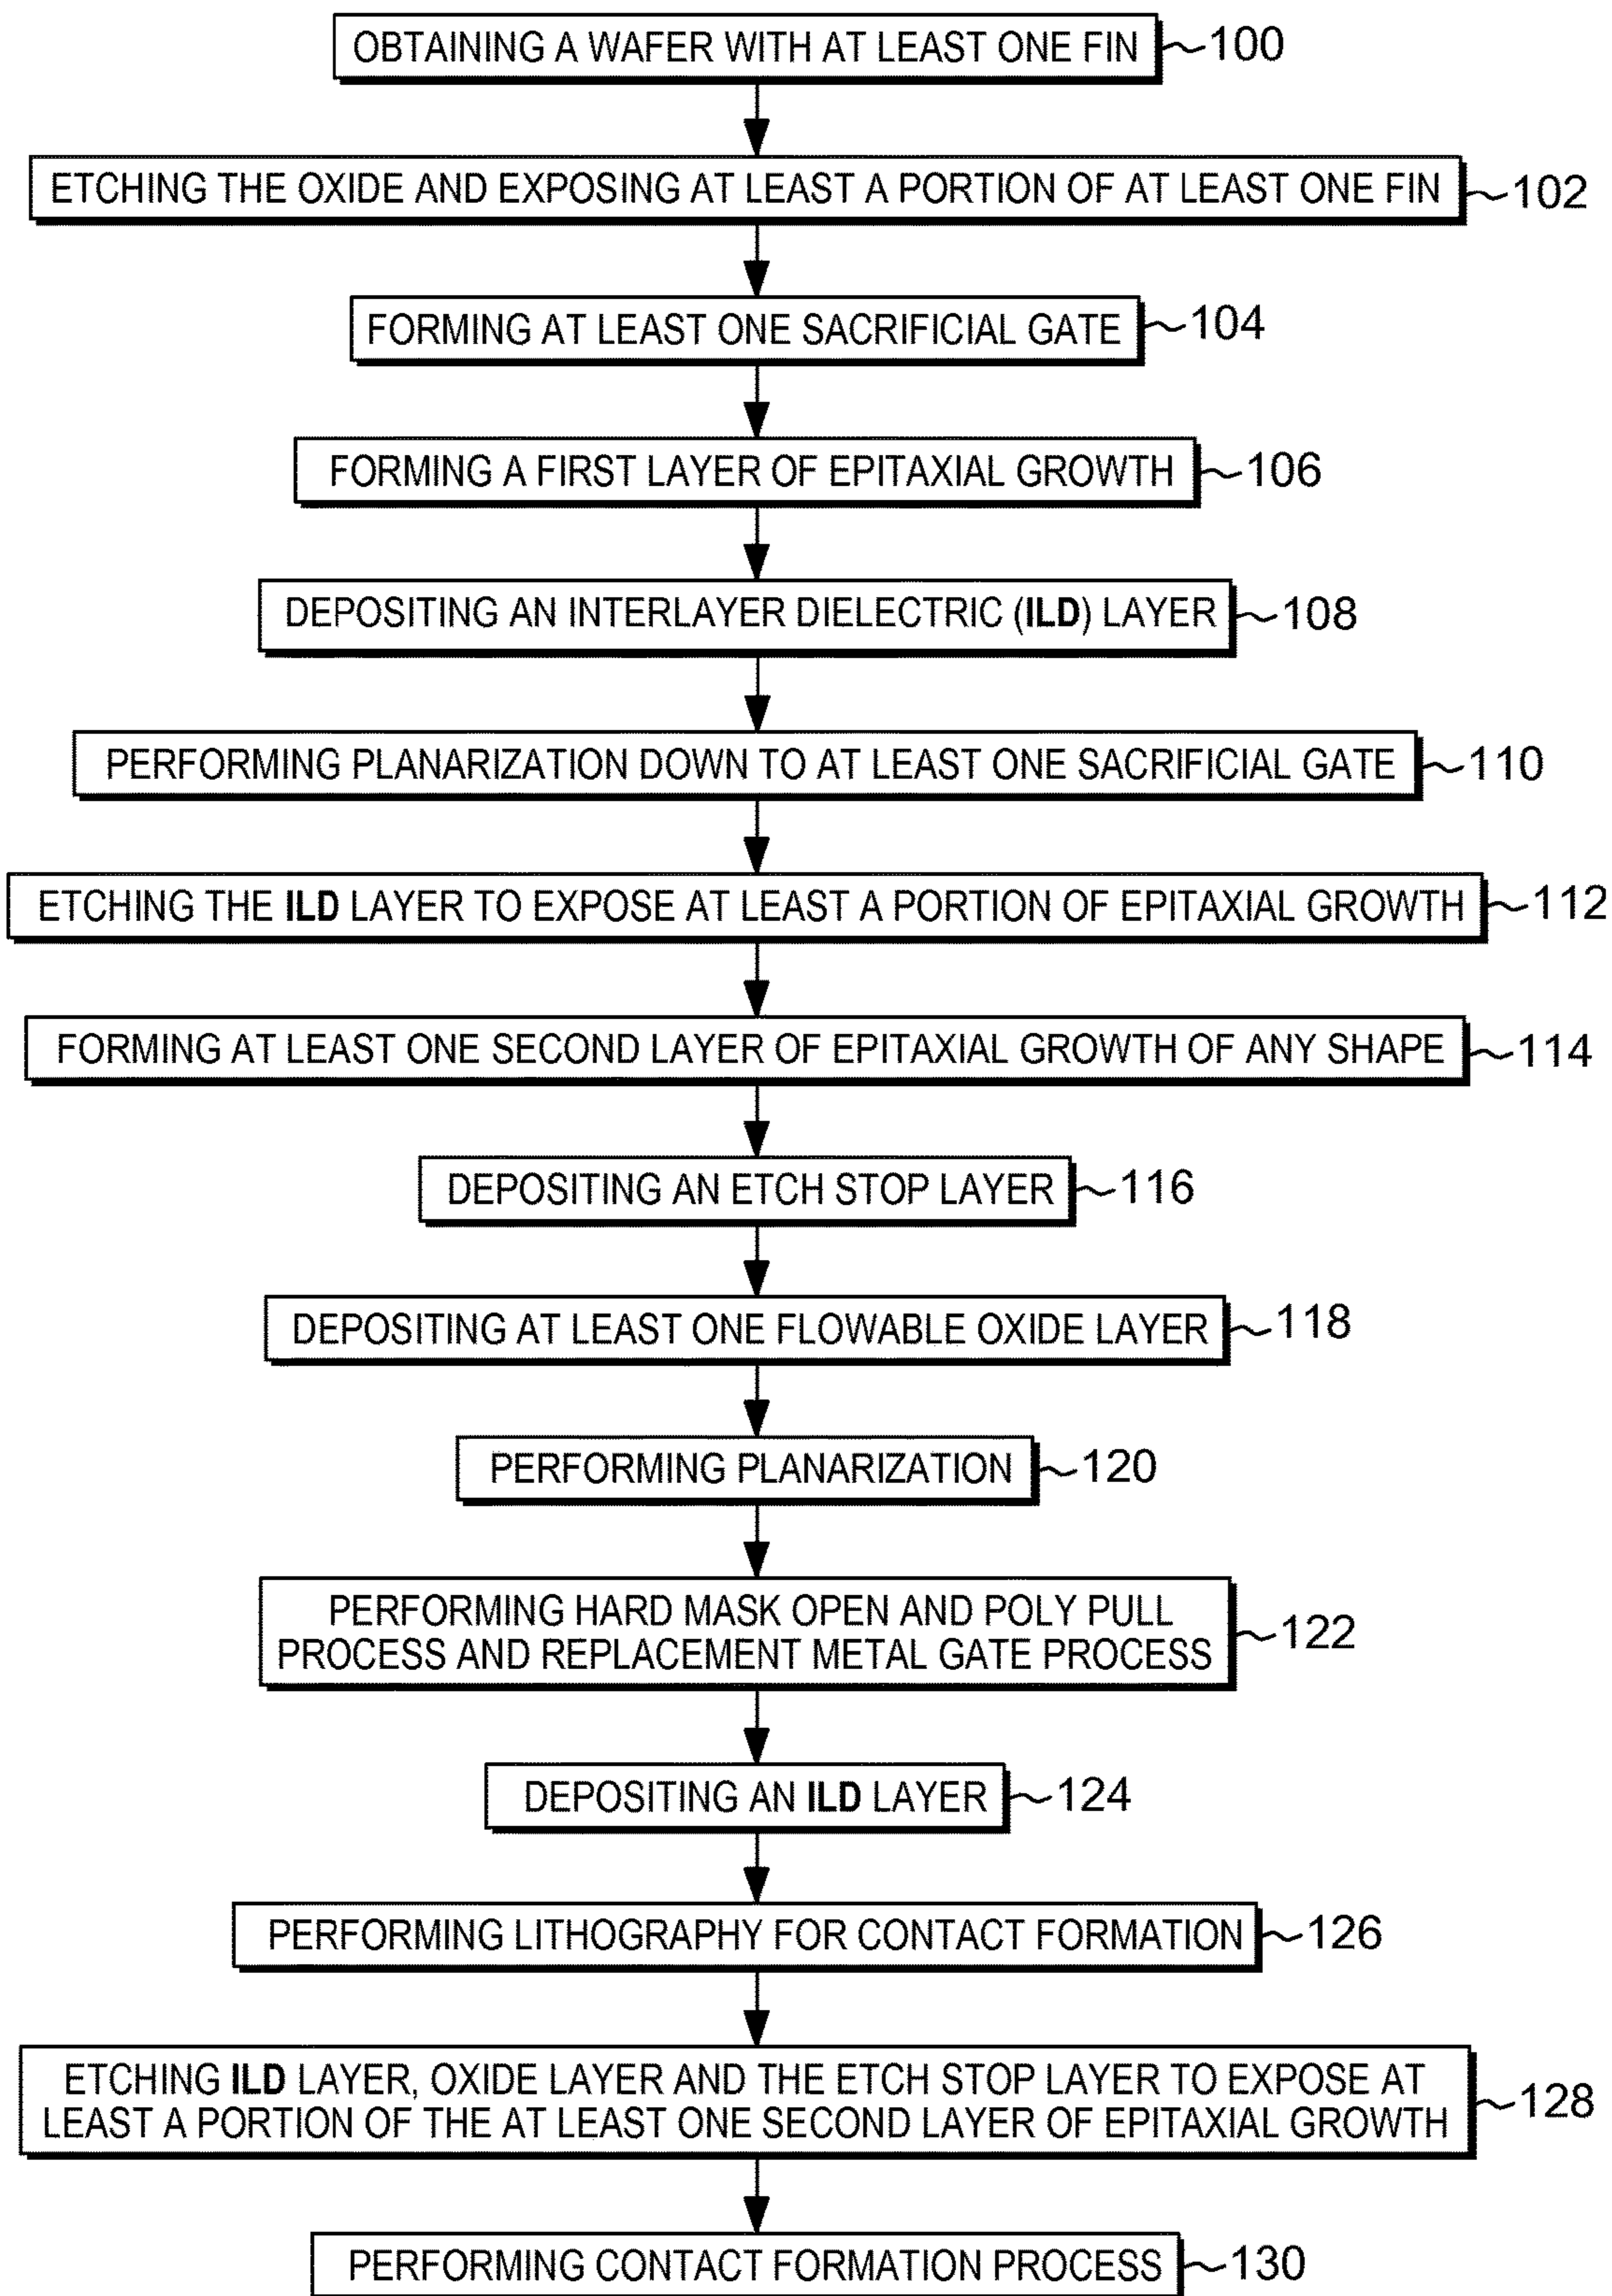 OBTAINING A WAFER WITH AT LEAST ONE FIN 100
ETCHING THE OXIDE AND EXPOSING AT LEAST A PORTION OF AT LEAST ONE FIN 102
FORMING AT LEAST ONE SACRIFICIAL GATE 104
FORMING A FIRST LAYER OF EPITAXIAL GROWTH 106
DEPOSITING AN INTERLAYER DIELECTRIC (ILD) LAYER 108
PERFORMING PLANARIZATION DOWN TO AT LEAST ONE SACRIFICIAL GATE 110
ETCHING THE ILD LAYER TO EXPOSE AT LEAST A PORTION OF EPITAXIAL GROWTH 112
FORMING AT LEAST ONE SECOND LAYER OF EPITAXIAL GROWTH OF ANY SHAPE 114
DEPOSITING AN ETCH STOP LAYER 116
DEPOSITING AT LEAST ONE FLOWABLE OXIDE LAYER 118
PERFORMING PLANARIZATION 120
PERFORMING HARD MASK OPEN AND POLY PULL
PROCESS AND REPLACEMENT METAL GATE PROCESS 122
DEPOSITING AN ILD LAYER 124
PERFORMING LITHOGRAPHY FOR CONTACT FORMATION 126
ETCHING ILD LAYER, OXIDE LAYER AND THE ETCH STOP LAYER TO EXPOSE AT
LEAST A PORTION OF THE AT LEAST ONE SECOND LAYER OF EPITAXIAL GROWTH 128
PERFORMING CONTACT FORMATION PROCESS 130